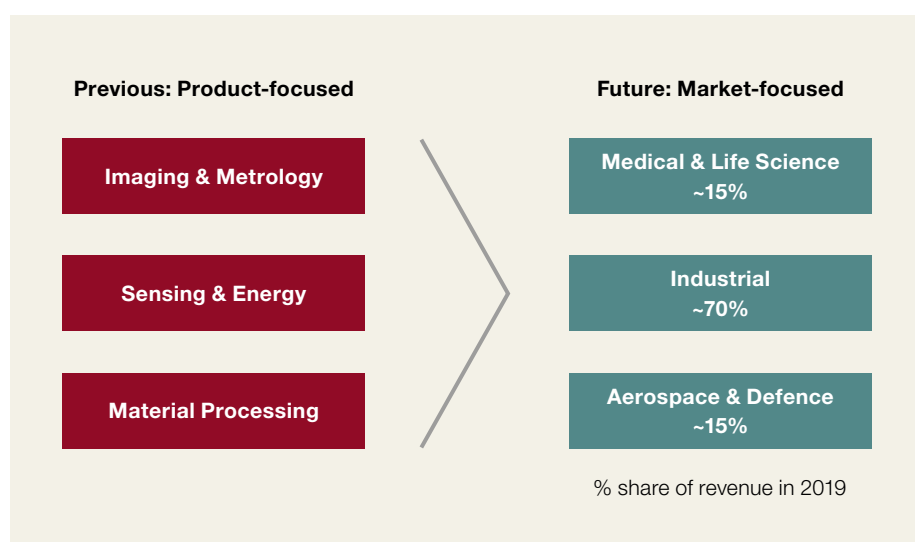 Previous: Product-focused
Imaging & Metrology
Sensing & Energy
Material Processing
Future: Market-focused
Medical & Life Science
~15%
Industrial
~70%
Aerospace & Defence
~15%
% share of revenue in 2019